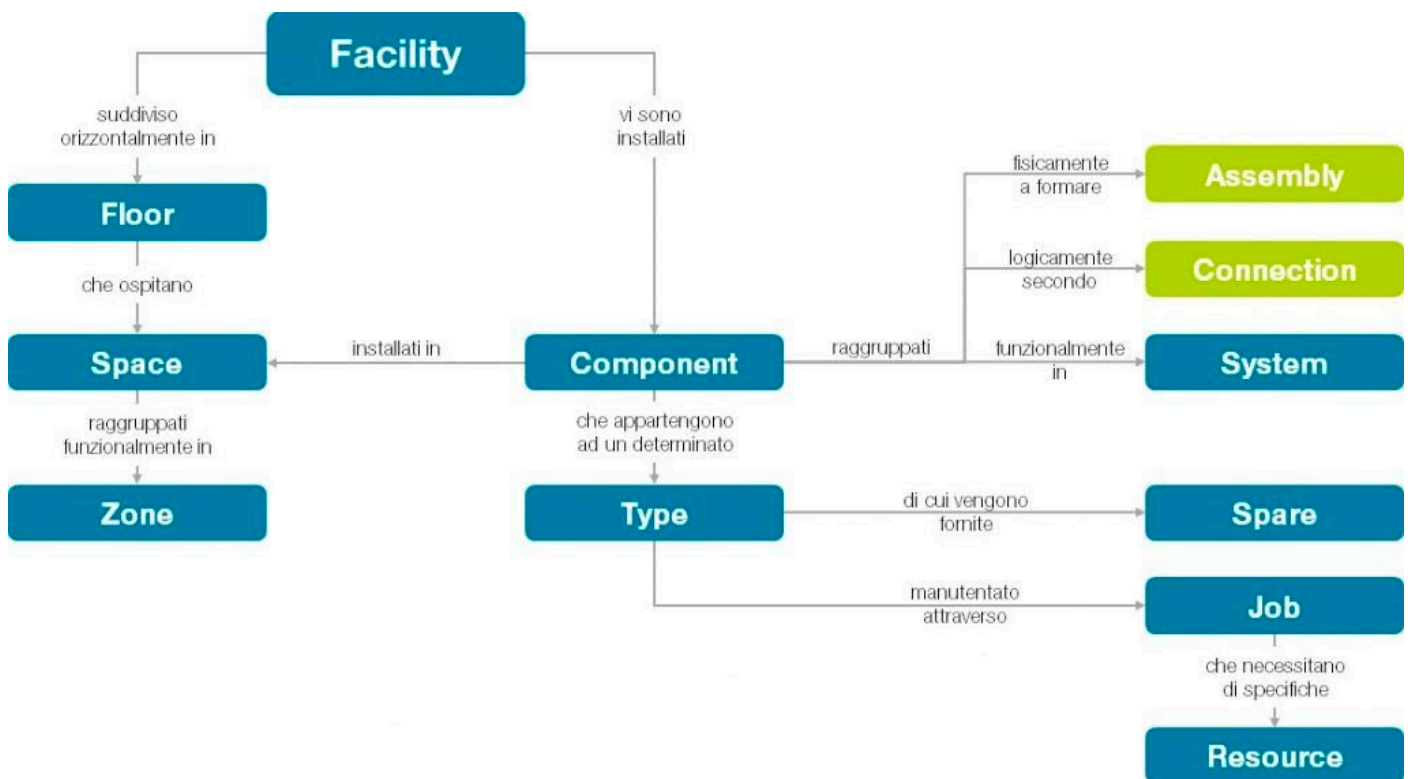 Facility
suddiviso
orizzontalmente in
vi sono
installati
fisicamente
a formare
Assembly
Floor
logicamente
secondo
Connection
che ospitano
Space
installati in
Component
raggruppati
funzionalmente
in
System
raggruppati
funzionalmente in
che appartengono
ad un determinato
Zone
Type
di cui vengono
fornite
Spare
manutentato
attraverso
Job
che necessitano
di specifiche
Resource